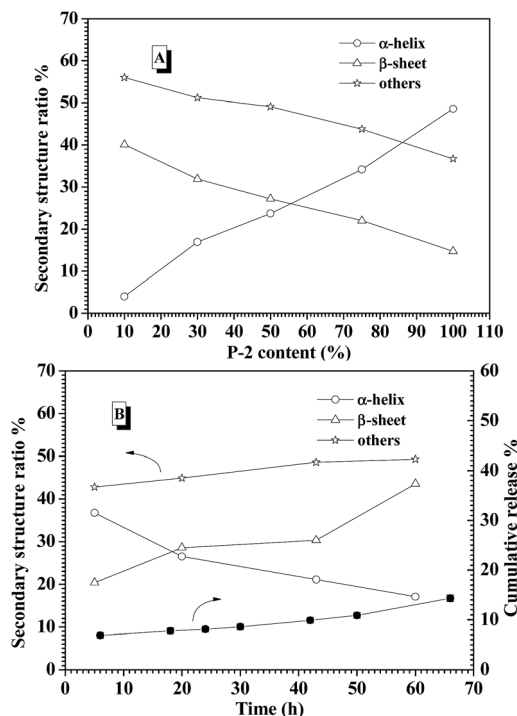 70
60
50
40
30
20
10
0
Secondary structure ratio %
A
α-helix
β-sheet
others
0 10 20 30 40 50 60 70 80 90 100 110
P-2 content (%)
70
60
50
40
30
20
10
0
Secondary structure ratio %
B
α-helix
β-sheet
others
60
50
40
30
20
10
0
Cumulative release %
0 10 20 30 40 50 60 70
Time (h)